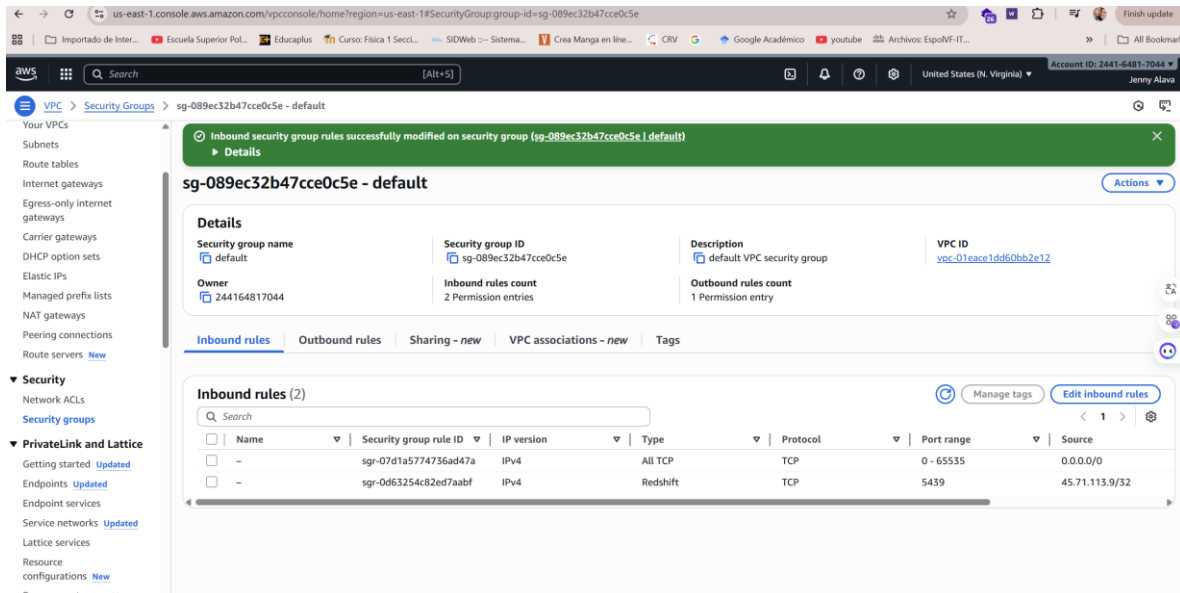 us-east-1.console.aws.amazon.com/vpcconsole/home?region=us-east-1#SecurityGroup:group-id=sg-089ec32b47cce0c5e
26
W
Finish update
Importado de Inter...
Escuela Superior Pol...
Educaplus
Curso: Física 1 Secci...
SIDWeb ::-- Sistema...
Crea Manga en line...
CRV
G
Google Académico
youtube
Archivos: EspolVF-IT...
»
All Bookmar
aws
Search
[Alt+S]
United States (N. Virginia) ▼
Account ID: 2441-6481-7044 ▼
Jenny Alava
VPC > Security Groups > sg-089ec32b47cce0c5e - default
Your VPCs
Subnets
Route tables
Internet gateways
Egress-only internet
gateways
Carrier gateways
DHCP option sets
Elastic IPs
Managed prefix lists
NAT gateways
Peering connections
Route servers New
▼ Security
Network ACLs
Security groups
▼ PrivateLink and Lattice
Getting started Updated
Endpoints Updated
Endpoint services
Service networks Updated
Lattice services
Resource
configurations New
Inbound security group rules successfully modified on security group (sg-089ec32b47cce0c5e | default)
▶ Details
sg-089ec32b47cce0c5e - default
Actions ▼
Details
Security group name
default
Security group ID
sg-089ec32b47cce0c5e
Description
default VPC security group
VPC ID
vpc-01eace1dd60bb2e12
Owner
244164817044
Inbound rules count
2 Permission entries
Outbound rules count
1 Permission entry
Inbound rules
Outbound rules
Sharing - new
VPC associations - new
Tags
Inbound rules (2)
Manage tags
Edit inbound rules
Search
< 1 >
Name Security group rule ID IP version Type Protocol Port range Source
– sgr-07d1a5774736ad47a IPv4 All TCP TCP 0 - 65535 0.0.0.0/0
– sgr-0d63254c82ed7aabf IPv4 Redshift TCP 5439 45.71.113.9/32